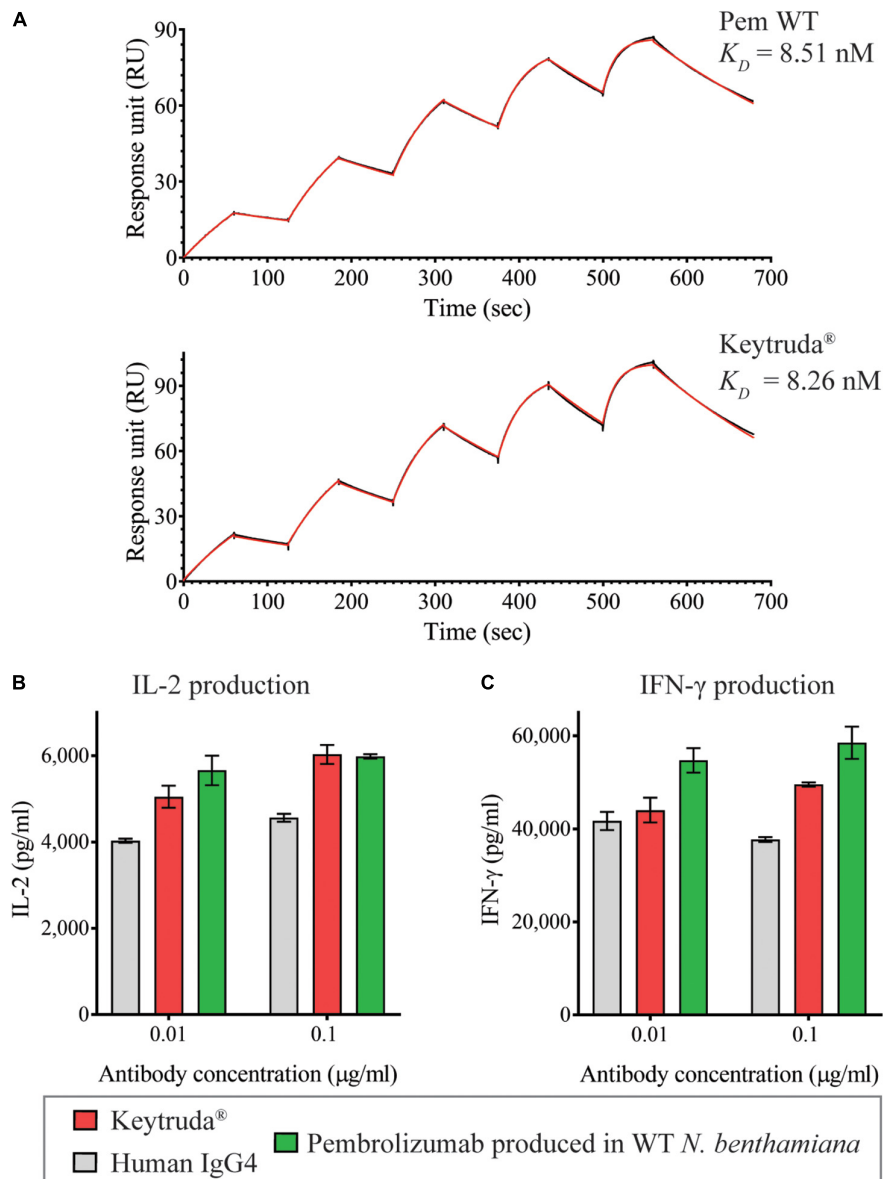 A
Pem WT
K_D = 8.51 nM
Response unit (RU)
90
60
30
0
0 100 200 300 400 500 600 700
Time (sec)
Keytruda®
K_D = 8.26 nM
Response unit (RU)
90
60
30
0
0 100 200 300 400 500 600 700
Time (sec)
B
IL-2 production
IL-2 (pg/ml)
6,000
4,000
2,000
0
0.01 0.1
Antibody concentration (μg/ml)
C
IFN-γ production
IFN-γ (pg/ml)
60,000
40,000
20,000
0
0.01 0.1
Antibody concentration (μg/ml)
Keytruda®
Human IgG4
Pembrolizumab produced in WT N. benthamiana